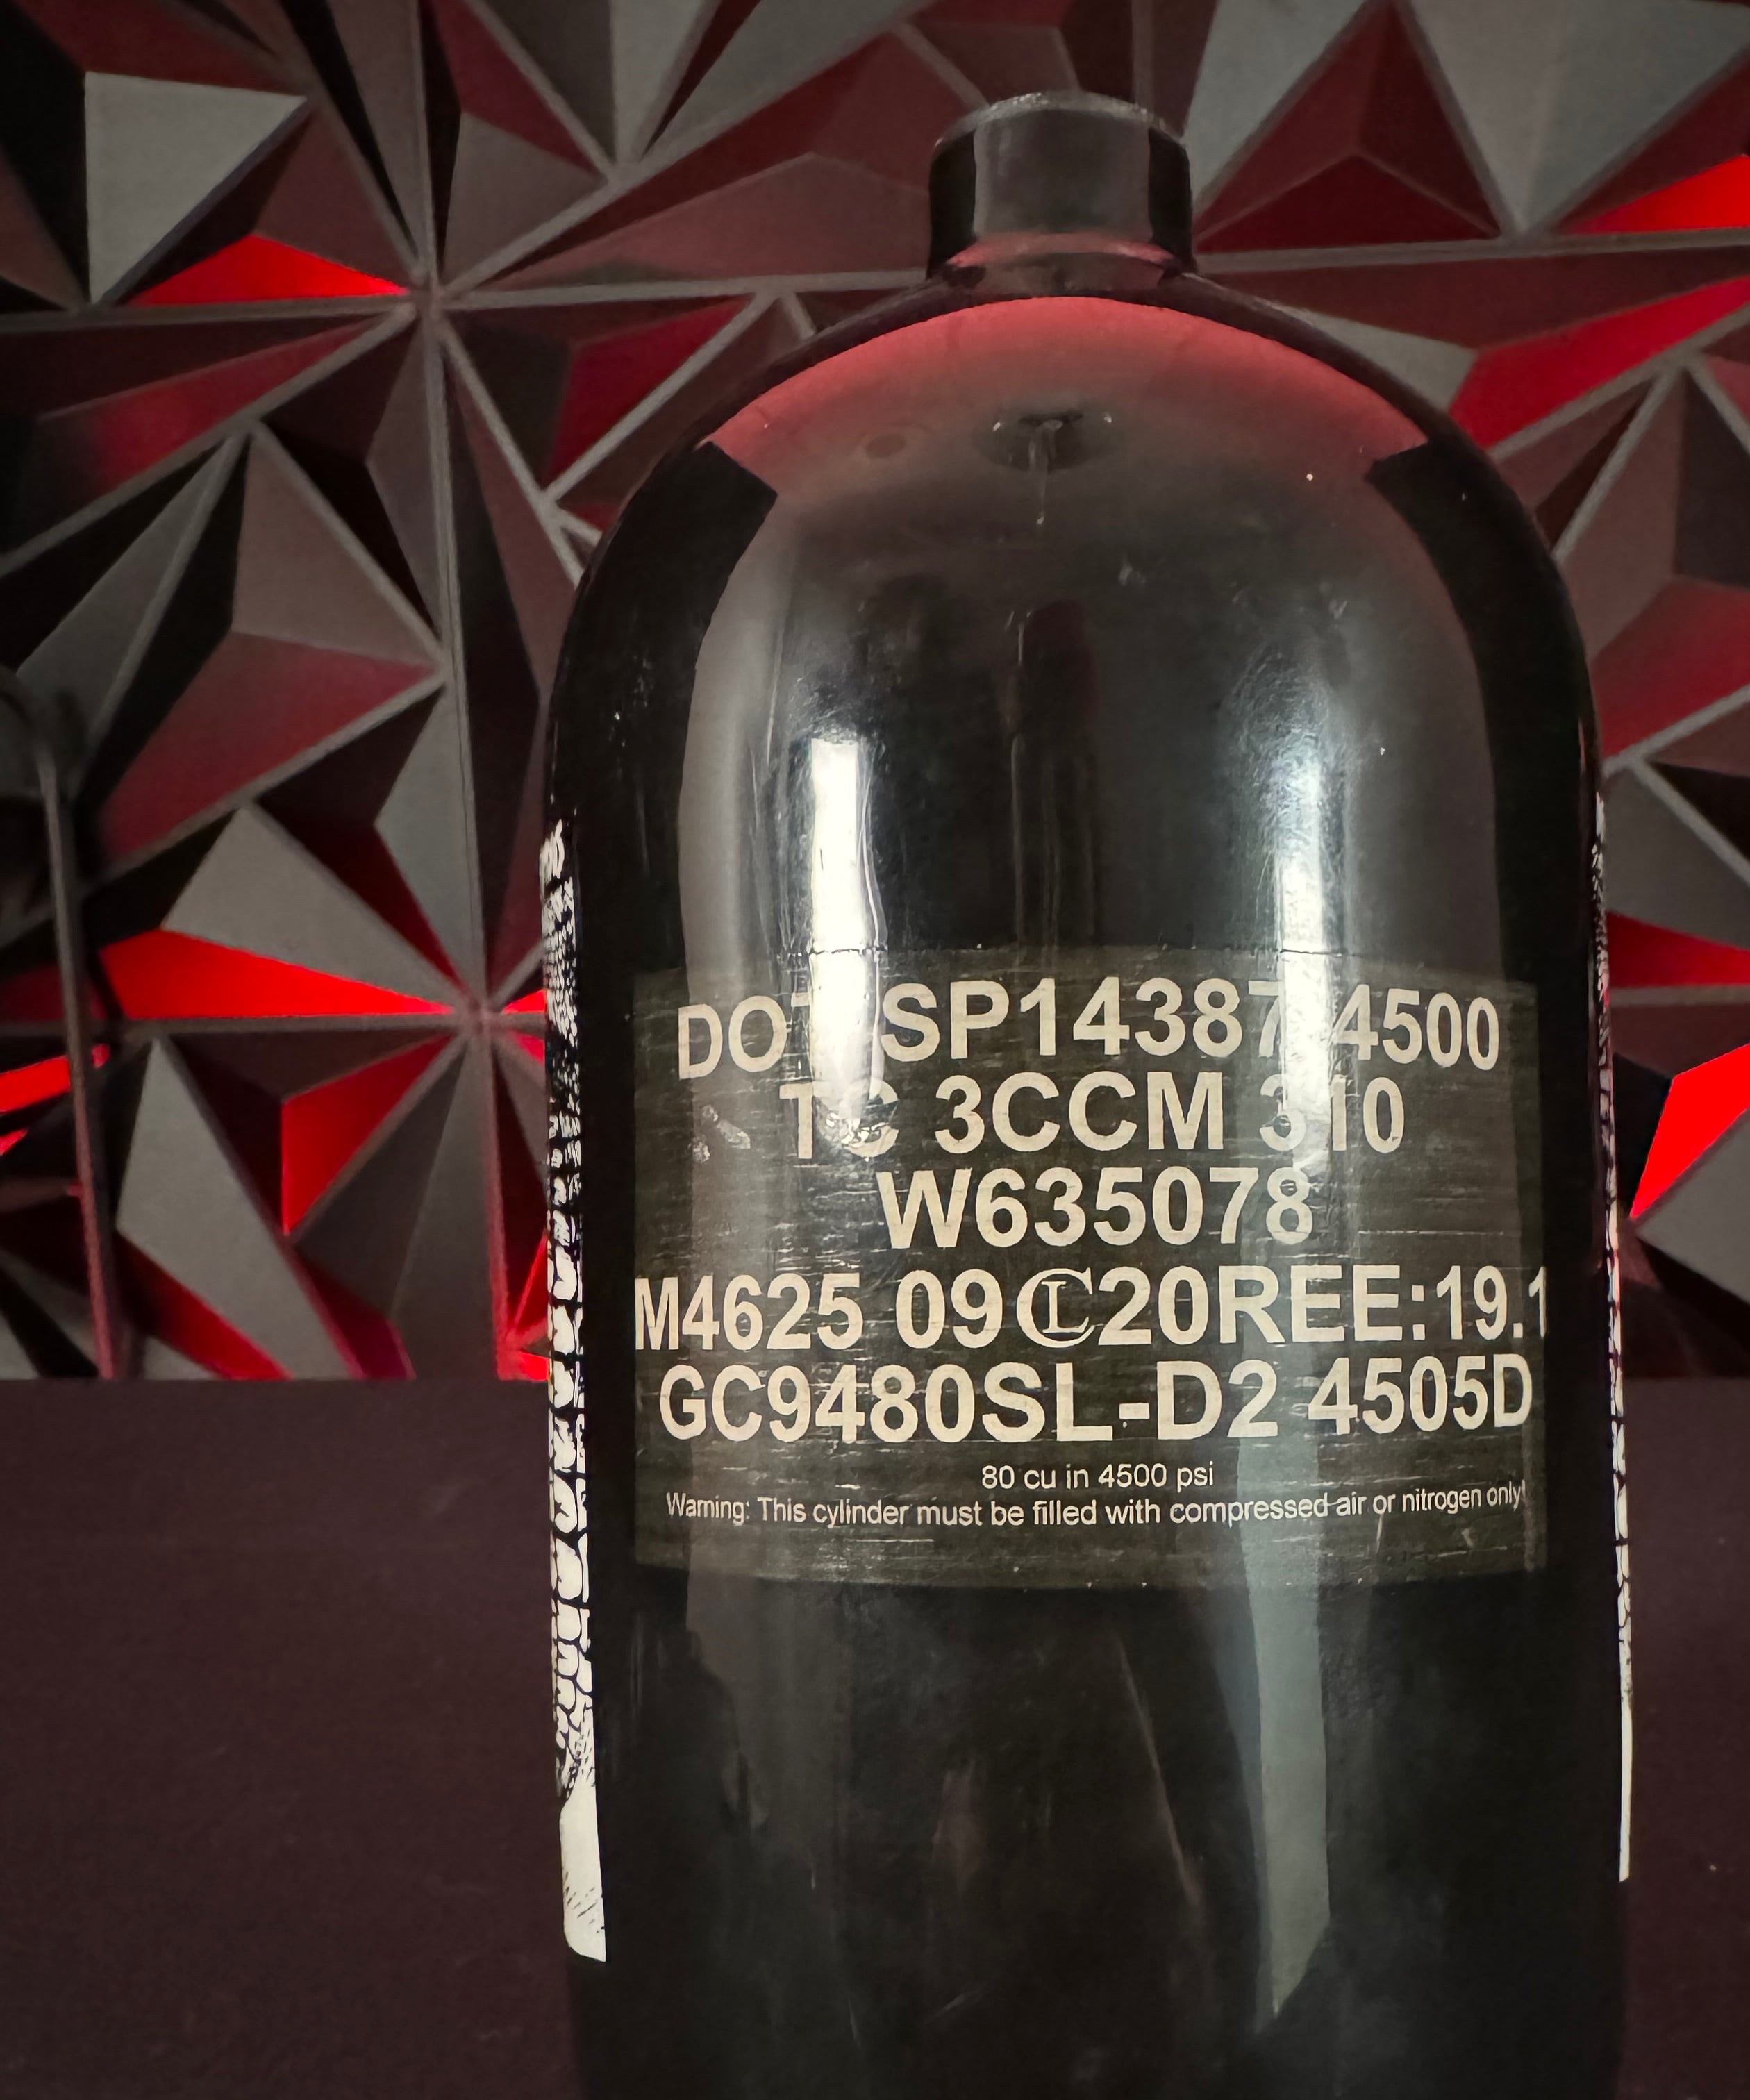 DOT SP14387 4500
TC 3CCM 310
W635078
M4625 09 CL 20REE:19.1
GC9480SL-D2 4505D
80 cu in 4500 psi
Warning: This cylinder must be filled with compressed air or nitrogen only!